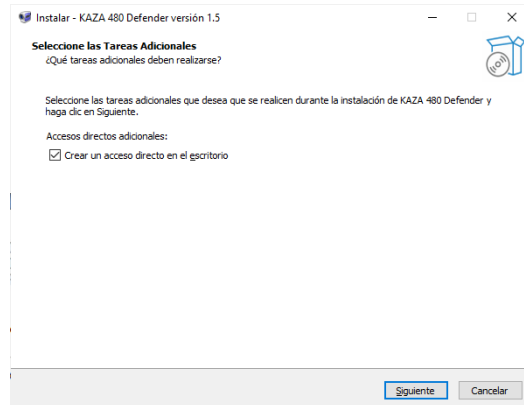 Instalar - KAZA 480 Defender versión 1.5
Seleccione las Tareas Adicionales
¿Qué tareas adicionales deben realizarse?
Seleccione las tareas adicionales que desea que se realicen durante la instalación de KAZA 480 Defender y
haga clic en Siguiente.
Accesos directos adicionales:
Crear un acceso directo en el escritorio
Siguiente
Cancelar